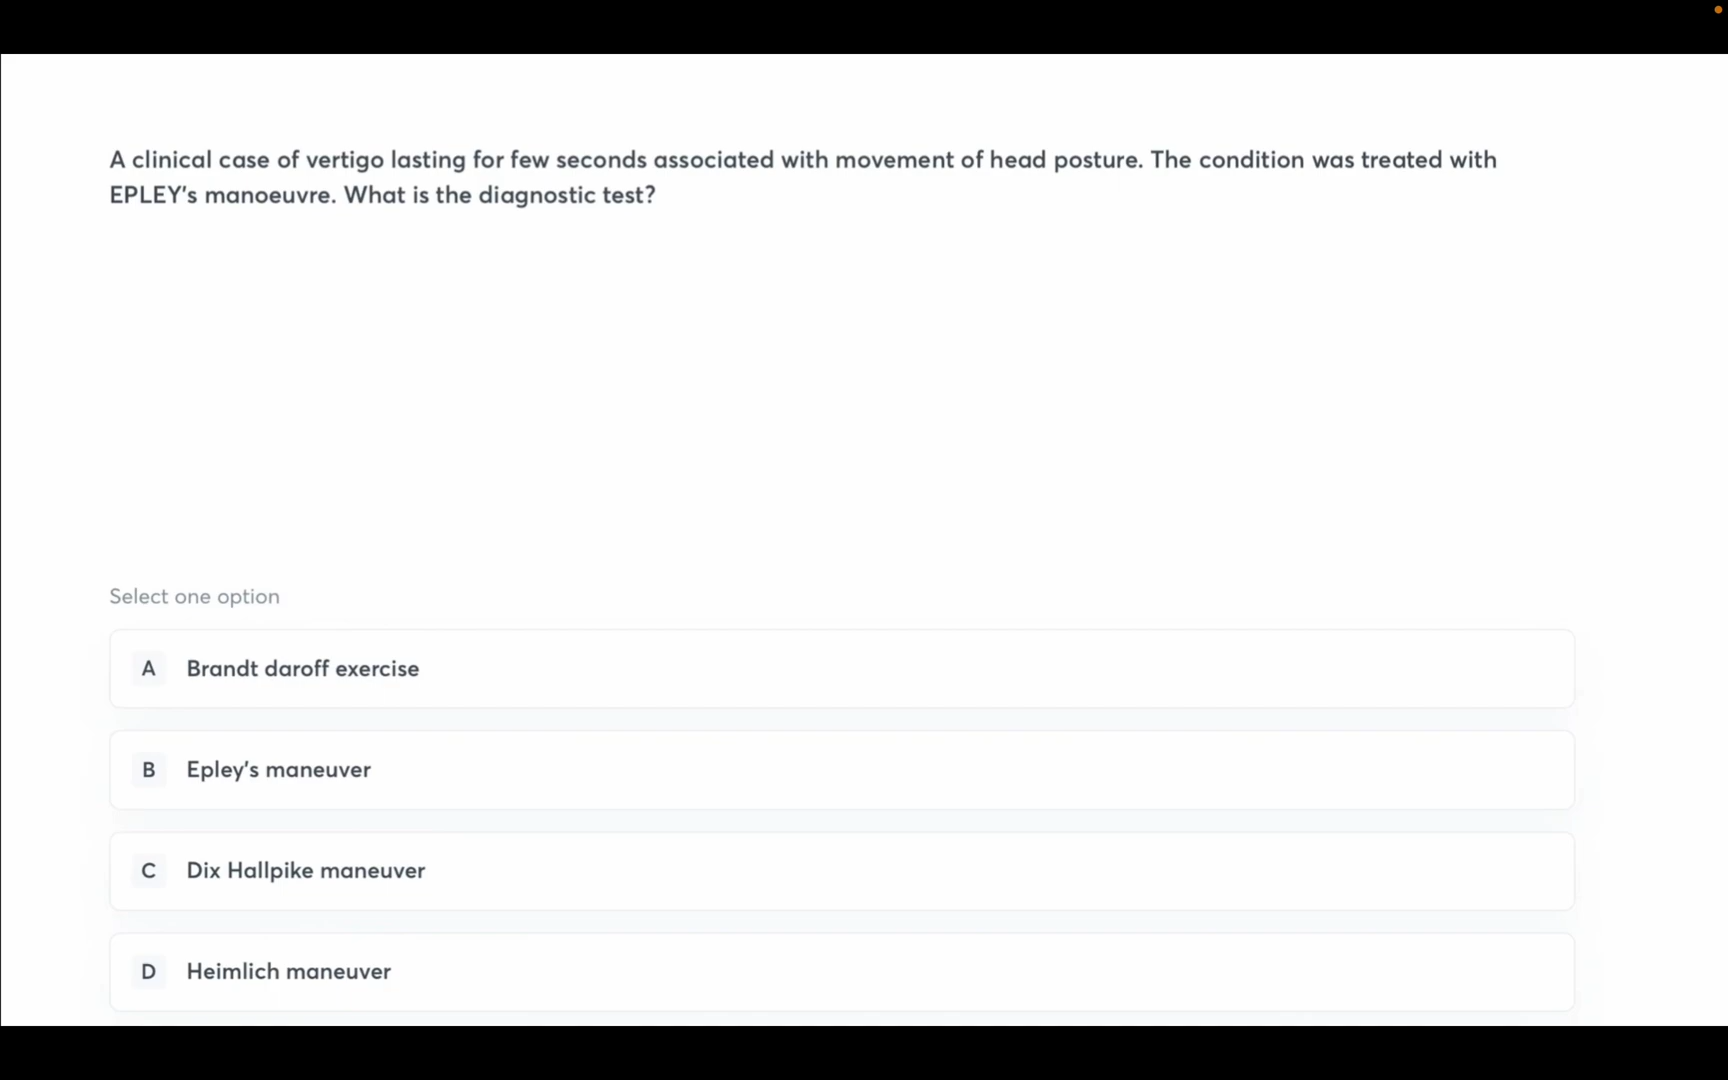 A clinical case of vertigo lasting for few seconds associated with movement of head posture. The condition was treated with
EPLEY's manoeuvre. What is the diagnostic test?
Select one option
A Brandt daroff exercise
B Epley's maneuver
C Dix Hallpike maneuver
D Heimlich maneuver